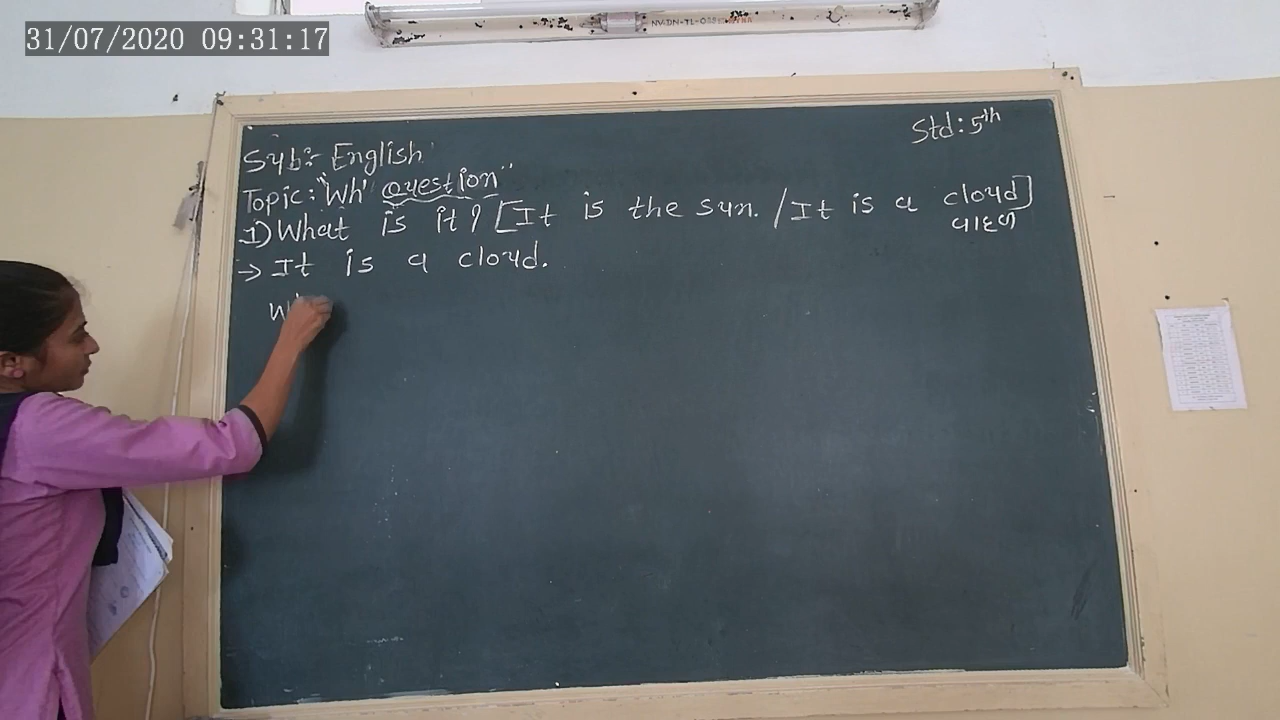 31/07/2020 09:31:17
Std: 5th
Sub:- English
Topic: "Wh' question"
1) What is it? [It is the sun. / It is a cloud]
વાદળ
→ It is a cloud.
Wh